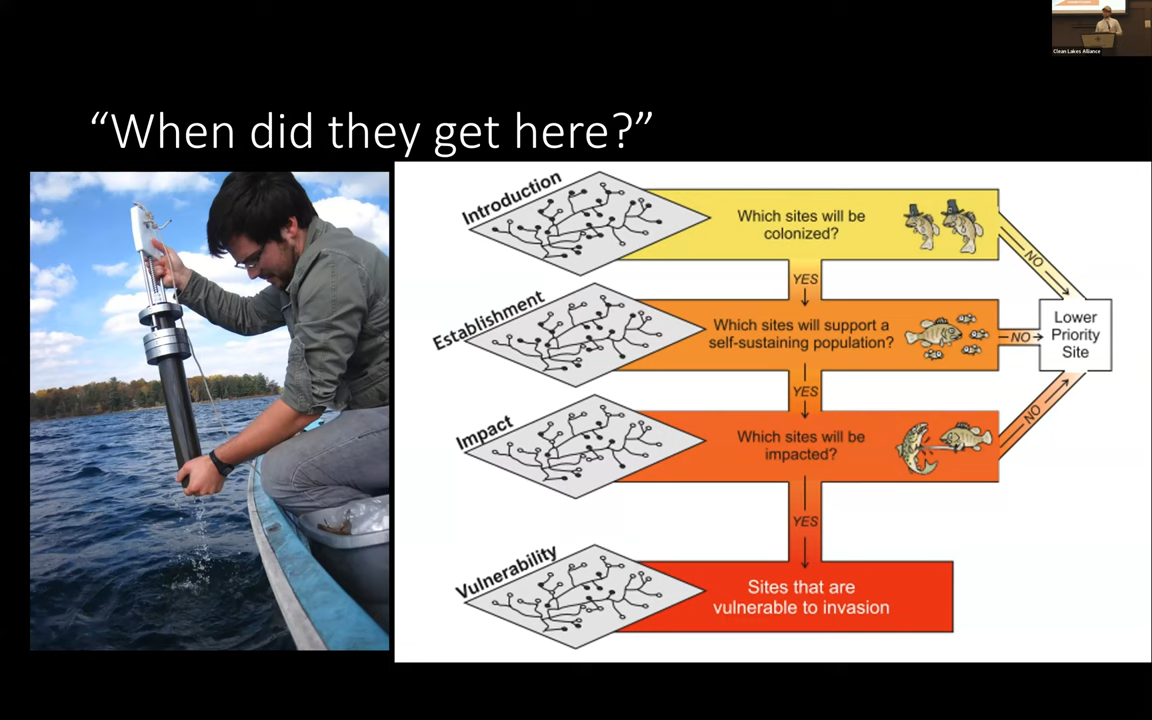 Clean Lakes Alliance
“When did they get here?”
Introduction
Which sites will be
colonized?
NO
YES
Establishment
Which sites will support a
self-sustaining population?
NO
Lower
Priority
Site
YES
Impact
Which sites will be
impacted?
NO
YES
Vulnerability
Sites that are
vulnerable to invasion